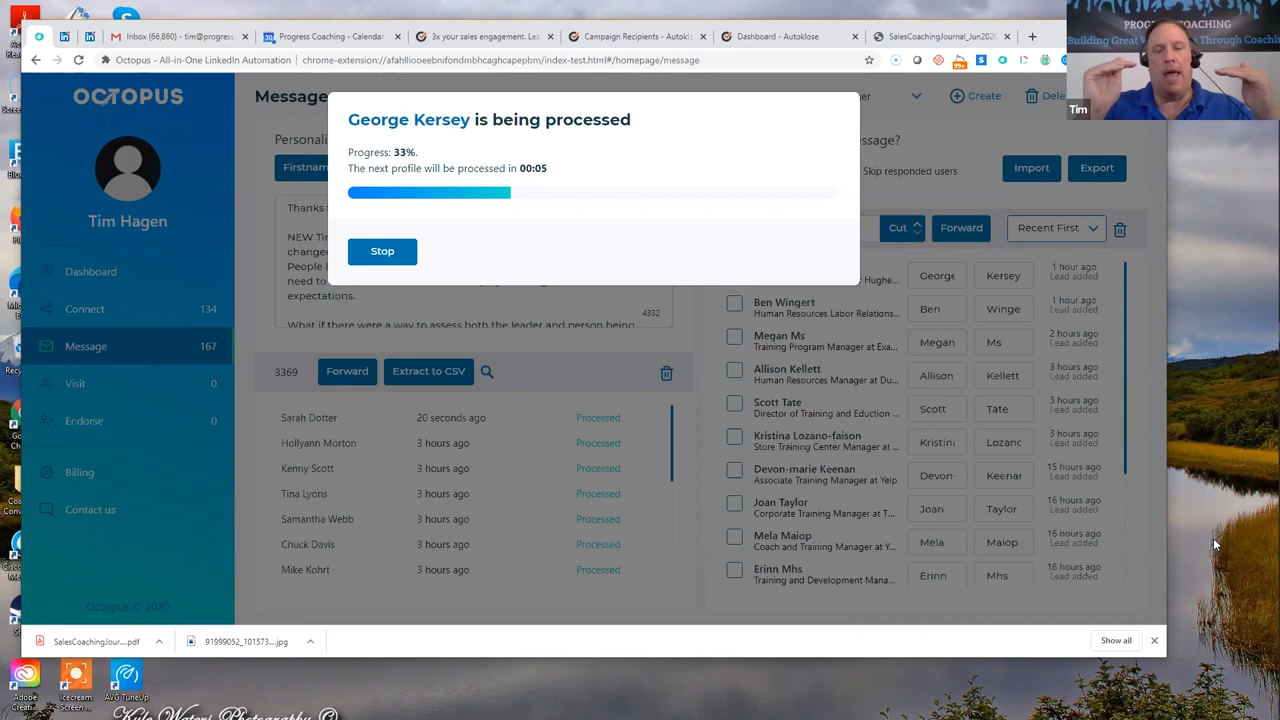 Inbox (66,860) - tim@progres
Progress Coaching - Calendar -
3x your sales engagement. Lea
Campaign Recipients - Autoklos
Dashboard - Autoklose
SalesCoachingJournal_Jun2020
Octopus - All-in-One LinkedIn Automation
chrome-extension://afahlliooeebnifondmbhcaghcapepbm/index-test.html#/homepage/message
99+
Building Great Through Coaching
Tim
OCTOPUS
Tim Hagen
Dashboard
Connect 134
Message 167
Visit 0
Endorse 0
Billing
Contact us
Octopus © 2020
Message
Create
Dele
Personali
Firstnam
Thanks
NEW Ti
change
People
need to
expectations.
What if there were a way to assess both the leader and person being
4332
George Kersey is being processed
Progress: 33%.
The next profile will be processed in 00:05
Stop
essage?
Skip responded users
Import
Export
Cut
Forward
Recent First
3369
Forward
Extract to CSV
Sarah Dotter 20 seconds ago Processed
Hollyann Morton 3 hours ago Processed
Kenny Scott 3 hours ago Processed
Tina Lyons 3 hours ago Processed
Samantha Webb 3 hours ago Processed
Chuck Davis 3 hours ago Processed
Mike Kohrt 3 hours ago Processed
r Hughe...
George Kersey 1 hour ago
Lead added
Ben Wingert
Human Resources Labor Relations...
Ben Winge 1 hour ago
Lead added
Megan Ms
Training Program Manager at Exa...
Megan Ms 2 hours ago
Lead added
Allison Kellett
Human Resources Manager at Du...
Allison Kellett 3 hours ago
Lead added
Scott Tate
Director of Training and Eduction ...
Scott Tate 3 hours ago
Lead added
Kristina Lozano-faison
Store Training Center Manager at ...
Kristin Lozanc 3 hours ago
Lead added
Devon-marie Keenan
Associate Training Manager at Yelp
Devon- Keenar 15 hours ago
Lead added
Joan Taylor
Corporate Training Manager at T...
Joan Taylor 16 hours ago
Lead added
Mela Maiop
Coach and Training Manager at Y...
Mela Maiop 16 hours ago
Lead added
Erinn Mhs
Training and Development Mana...
Erinn Mhs 16 hours ago
Lead added
SalesCoachingJour....pdf
91999052_101573....jpg
Show all
Adobe
Creati
Icecream
Screen ...
AVG TuneUp
Kyle Waters Photography ©